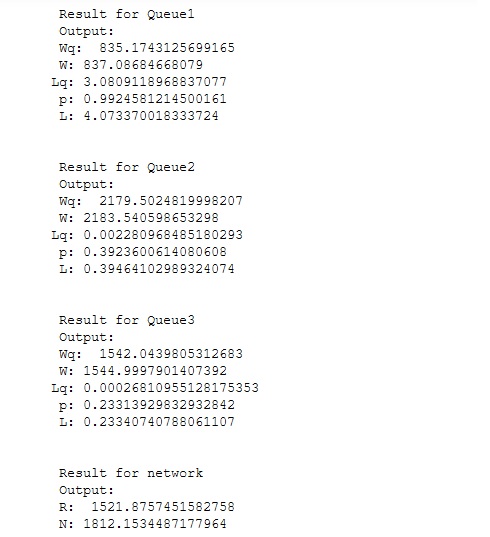 Result for Queue1
Output:
Wq:  835.1743125699165
W: 837.08684668079
Lq: 3.0809118968837077
p: 0.9924581214500161
L: 4.073370018333724
Result for Queue2
Output:
Wq:  2179.5024819998207
W: 2183.540598653298
Lq: 0.002280968485180293
p: 0.3923600614080608
L: 0.39464102989324074
Result for Queue3
Output:
Wq:  1542.0439805312683
W: 1544.9997901407392
Lq: 0.00026810955128175353
p: 0.23313929832932842
L: 0.23340740788061107
Result for network
Output:
R:  1521.8757451582758
N: 1812.1534487177964